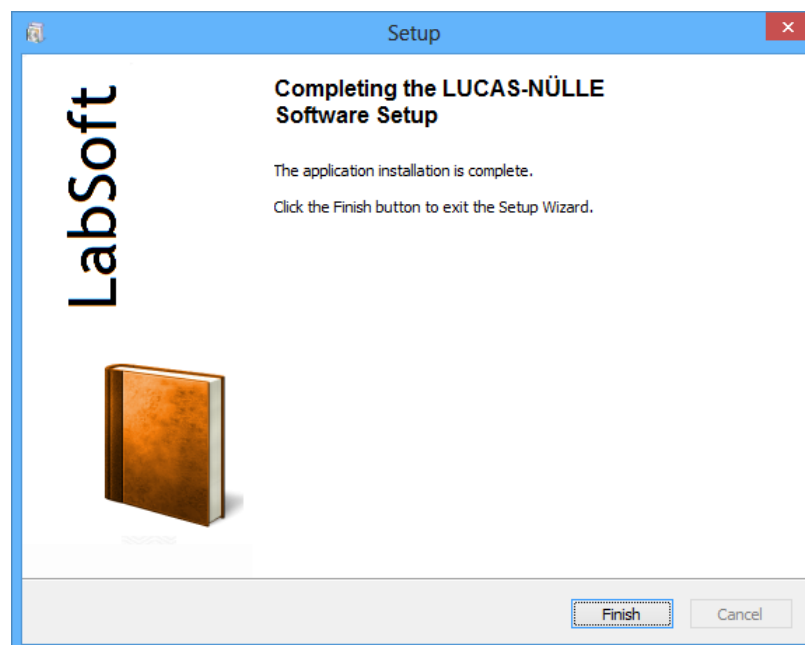 Setup
LabSoft
Completing the LUCAS-NÜLLE
Software Setup
The application installation is complete.
Click the Finish button to exit the Setup Wizard.
Finish
Cancel